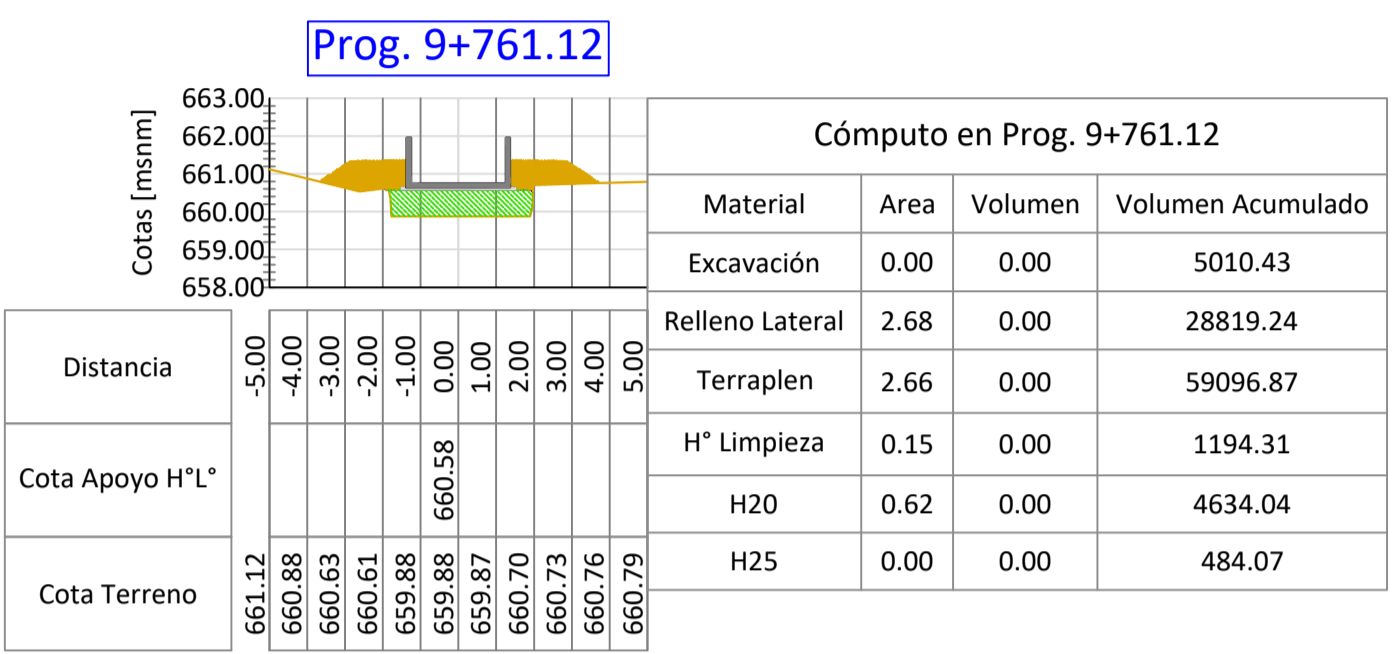 Prog. 9+761.12
Cotas [msnm]
663.00
662.00
661.00
660.00
659.00
658.00
Distancia -5.00 -4.00 -3.00 -2.00 -1.00 0.00 1.00 2.00 3.00 4.00 5.00
Cota Apoyo H°L° 660.58
Cota Terreno 661.12 660.88 660.63 660.61 659.88 659.88 659.87 660.70 660.73 660.76 660.79
Cómputo en Prog. 9+761.12
Material Area Volumen Volumen Acumulado
Excavación 0.00 0.00 5010.43
Relleno Lateral 2.68 0.00 28819.24
Terraplen 2.66 0.00 59096.87
H° Limpieza 0.15 0.00 1194.31
H20 0.62 0.00 4634.04
H25 0.00 0.00 484.07